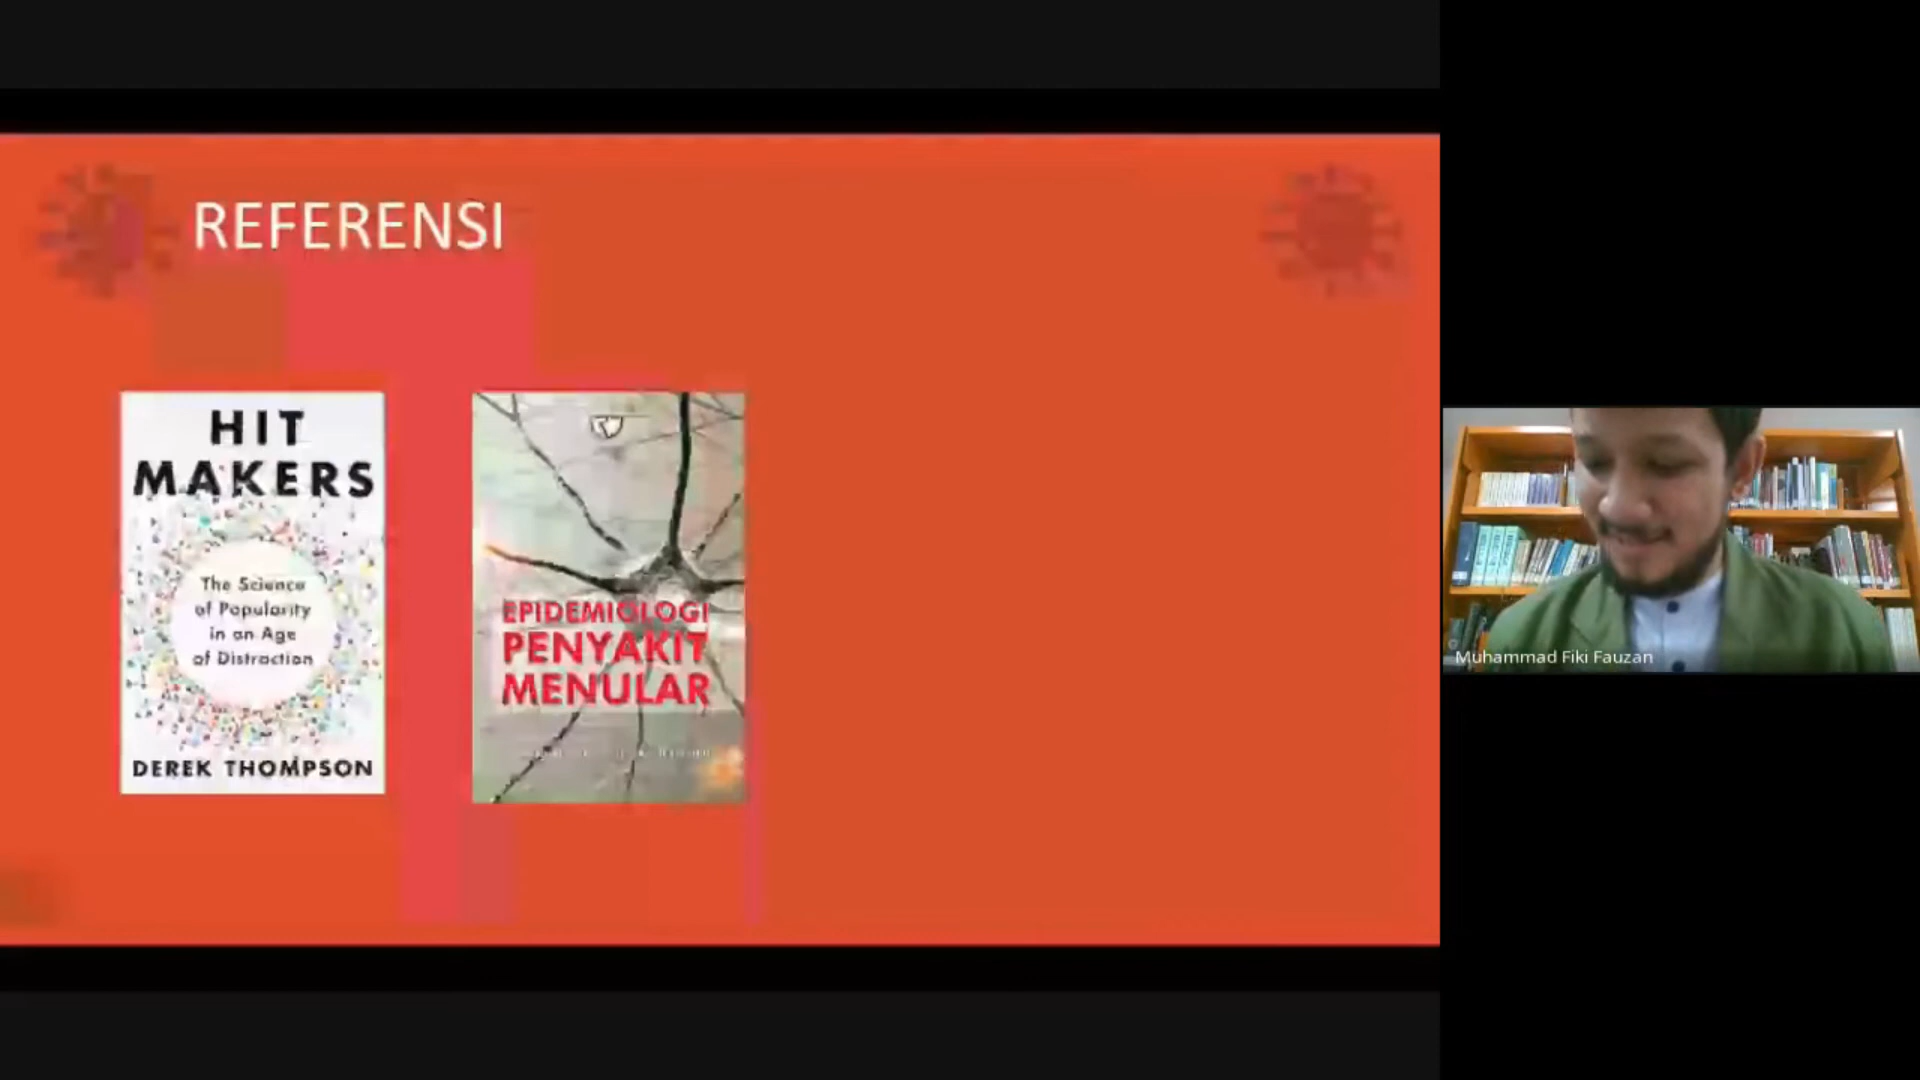 REFERENSI
HIT
MAKERS
The Science
of Popularity
in an Age
of Distraction
DEREK THOMPSON
EPIDEMIOLOGI
PENYAKIT
MENULAR
Muhammad Fiki Fauzan